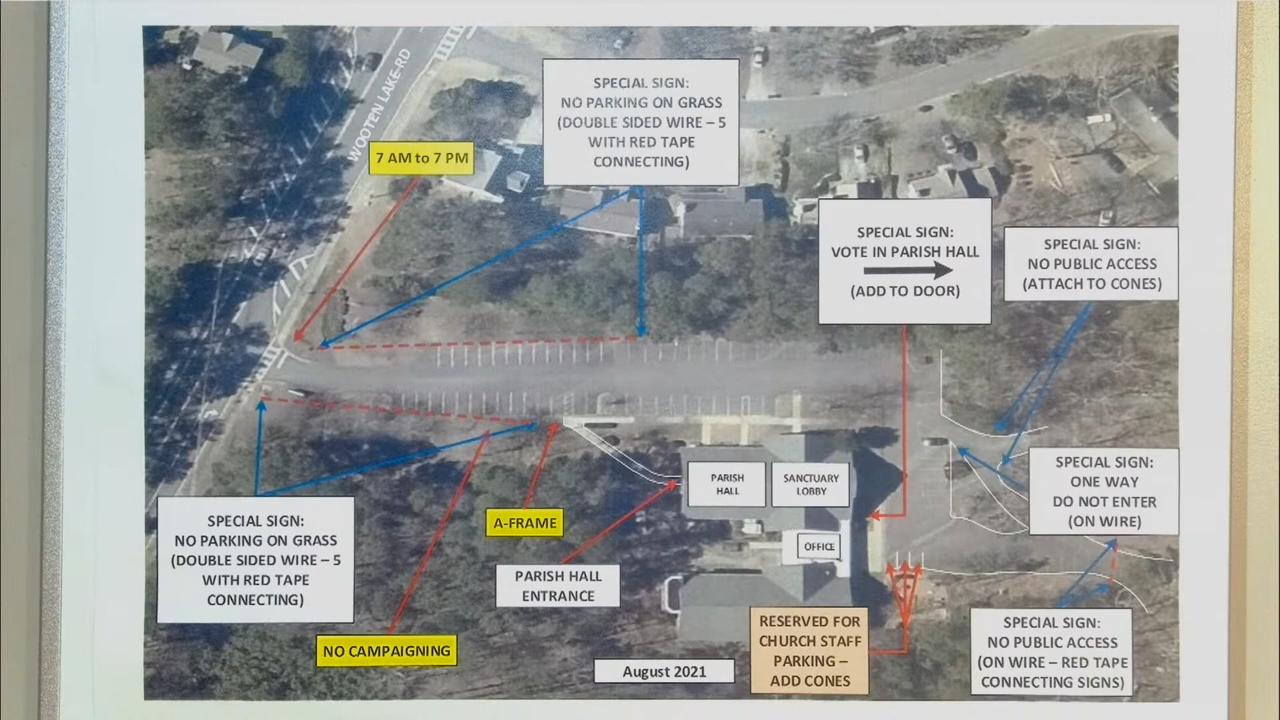 WOOTEN LAKE RD
7 AM to 7 PM
SPECIAL SIGN:
NO PARKING ON GRASS
(DOUBLE SIDED WIRE – 5
WITH RED TAPE
CONNECTING)
SPECIAL SIGN:
VOTE IN PARISH HALL
(ADD TO DOOR)
SPECIAL SIGN:
NO PUBLIC ACCESS
(ATTACH TO CONES)
PARISH
HALL
SANCTUARY
LOBBY
OFFICE
SPECIAL SIGN:
ONE WAY
DO NOT ENTER
(ON WIRE)
SPECIAL SIGN:
NO PARKING ON GRASS
(DOUBLE SIDED WIRE – 5
WITH RED TAPE
CONNECTING)
A-FRAME
PARISH HALL
ENTRANCE
NO CAMPAIGNING
August 2021
RESERVED FOR
CHURCH STAFF
PARKING –
ADD CONES
SPECIAL SIGN:
NO PUBLIC ACCESS
(ON WIRE – RED TAPE
CONNECTING SIGNS)